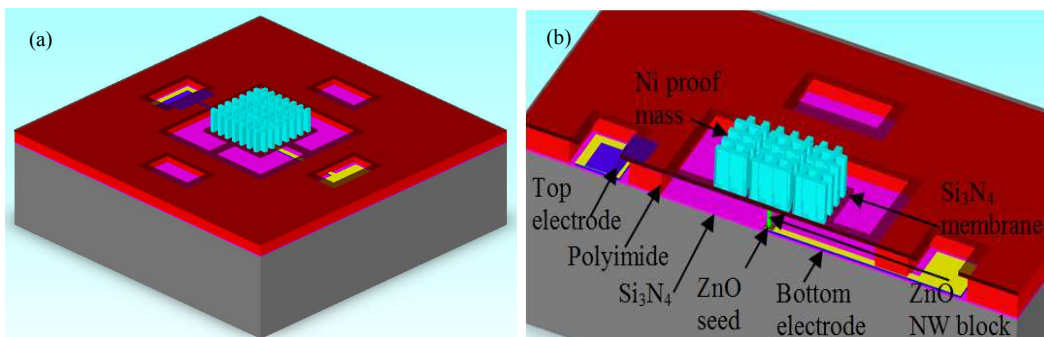 (a)
(b)
Ni proof
mass
Top
electrode
Polyimide
Si₃N₄
ZnO
seed
Bottom
electrode
ZnO
NW block
Si₃N₄
membrane